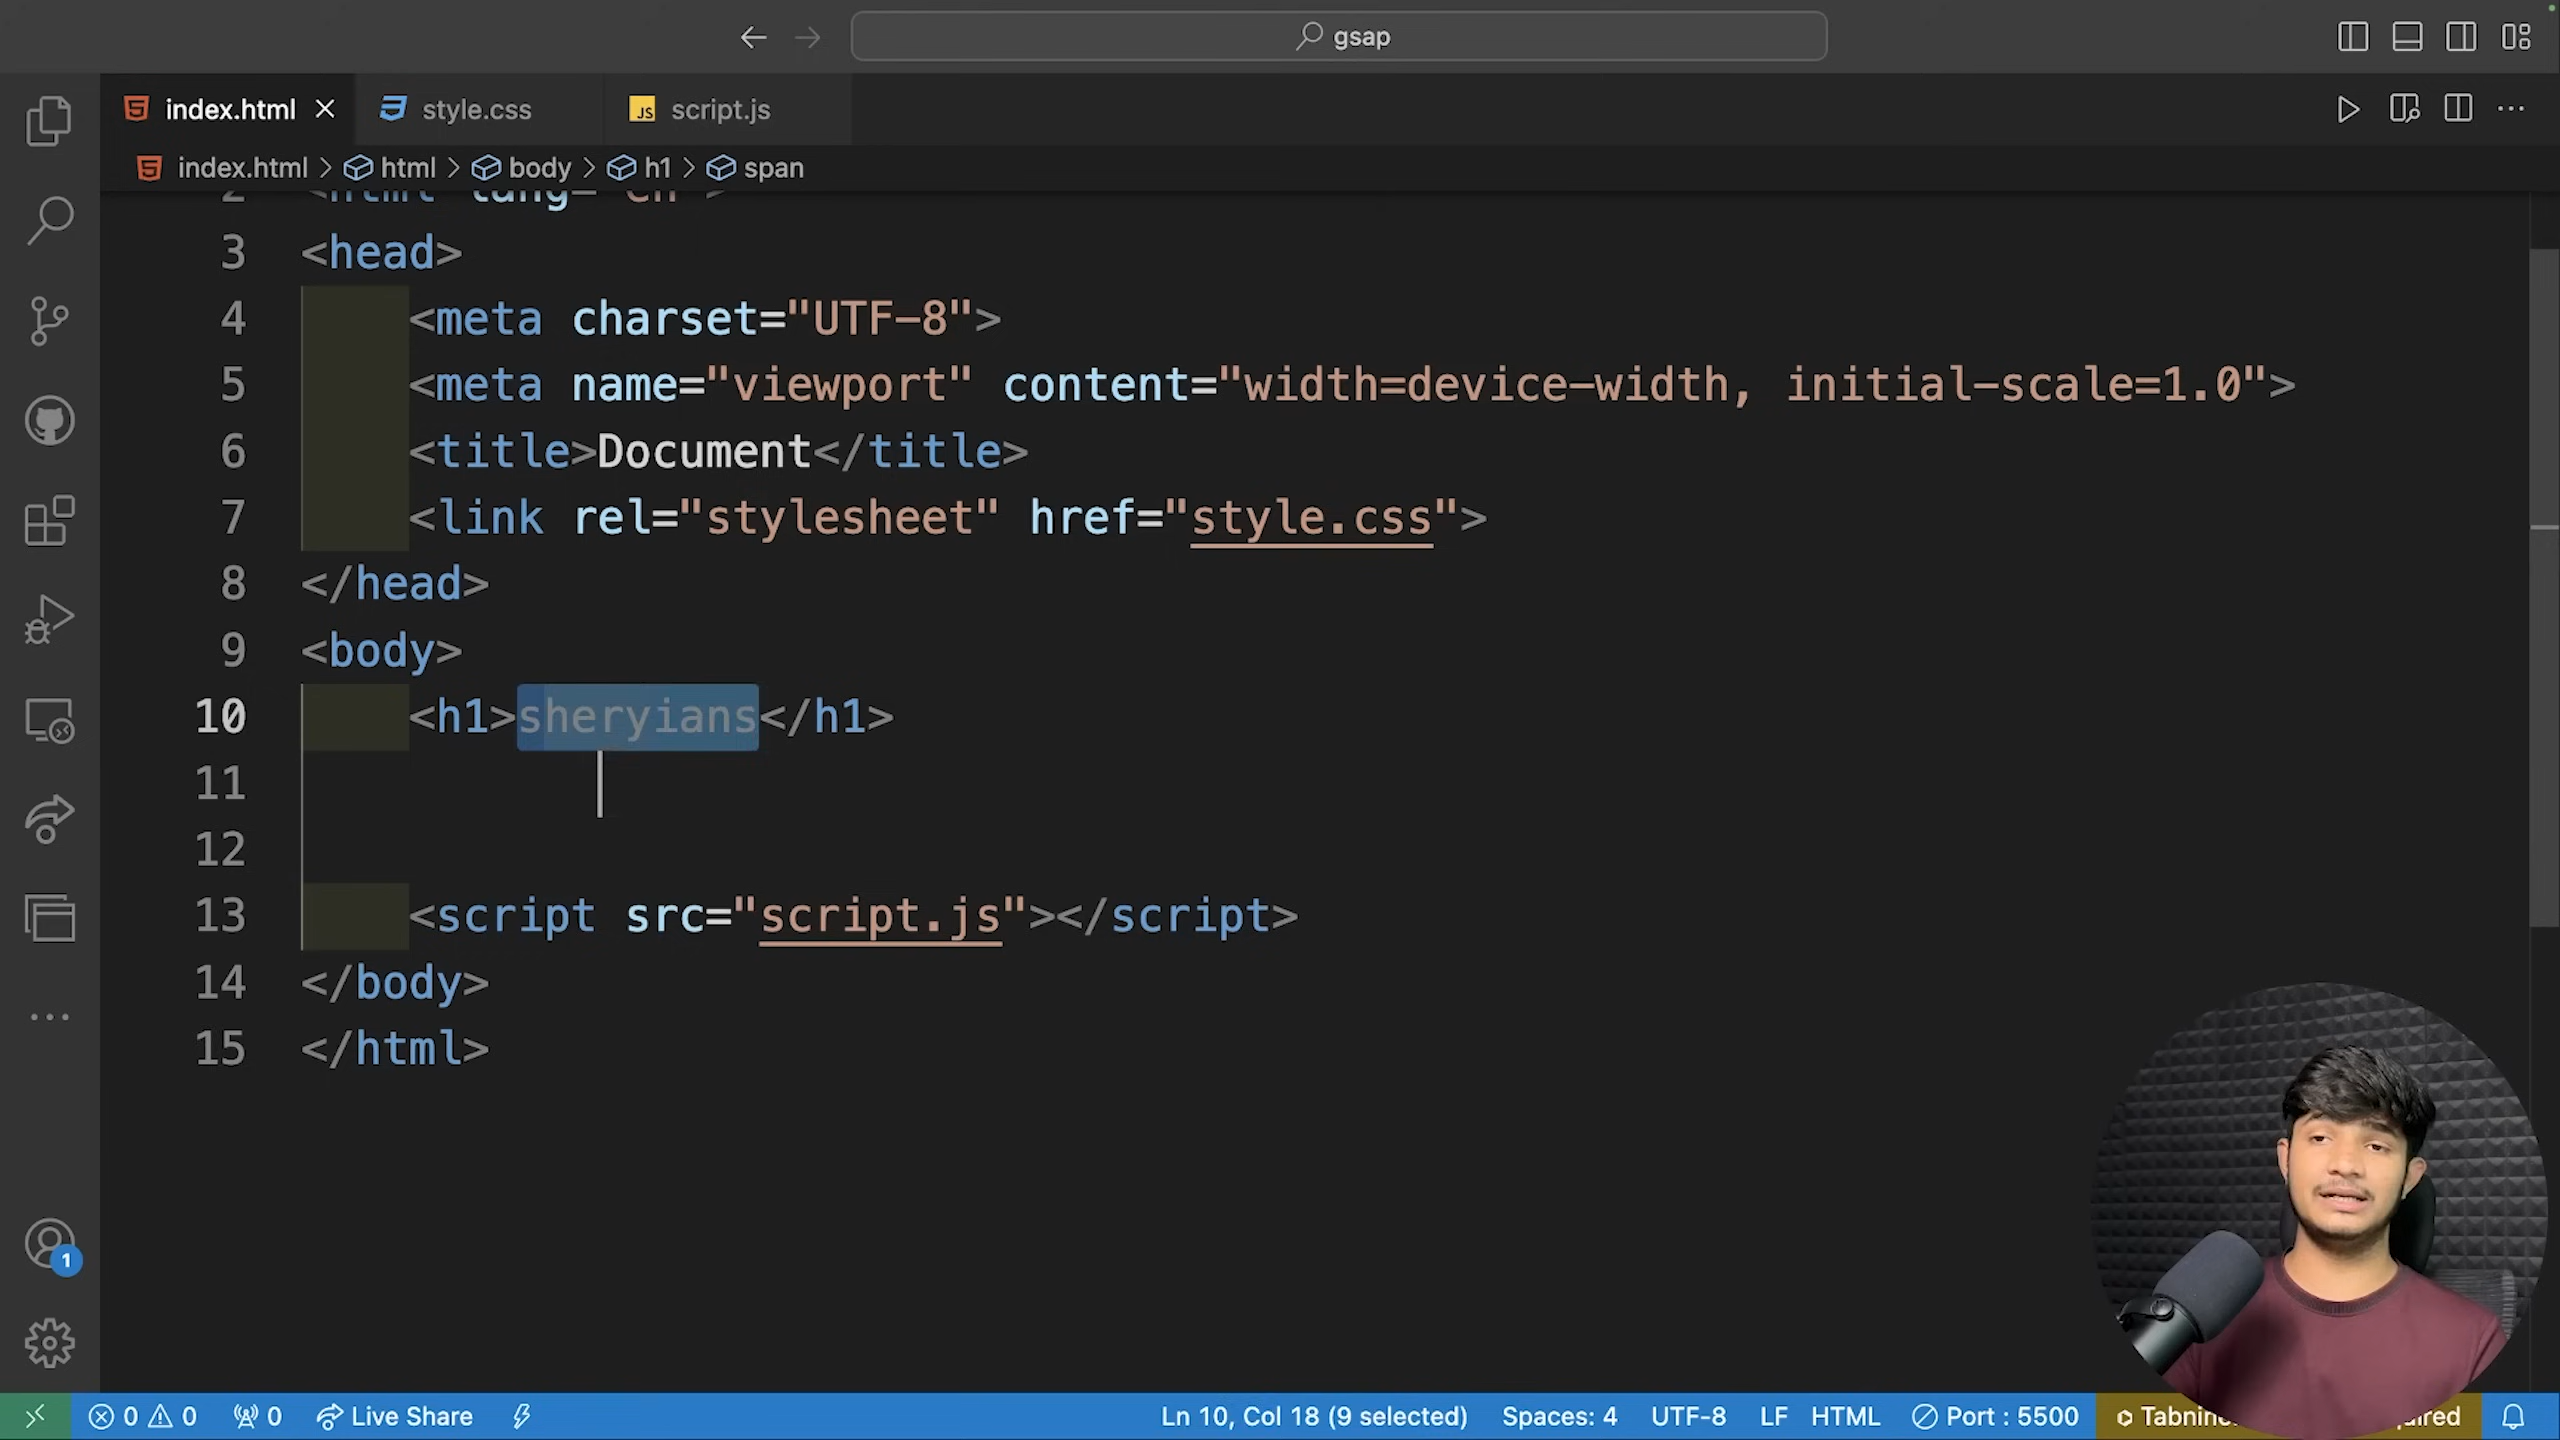 gsap
index.html
style.css
JS script.js
index.html > html > body > h1 > span
3 <head>
4 <meta charset="UTF-8">
5 <meta name="viewport" content="width=device-width, initial-scale=1.0">
6 <title>Document</title>
7 <link rel="stylesheet" href="style.css">
8 </head>
9 <body>
10 <h1>sheryians</h1>
11
12
13 <script src="script.js"></script>
14 </body>
15 </html>
1
0 0 0 Live Share Ln 10, Col 18 (9 selected) Spaces: 4 UTF-8 LF HTML Port : 5500